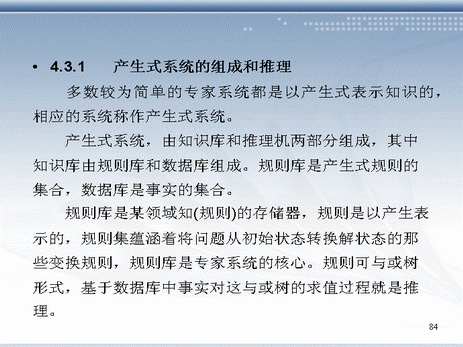 • 4.3.1 产生式系统的组成和推理
多数较为简单的专家系统都是以产生式表示知识的，
相应的系统称作产生式系统。
产生式系统，由知识库和推理机两部分组成，其中
知识库由规则库和数据库组成。规则库是产生式规则的
集合，数据库是事实的集合。
规则库是某领域知(规则)的存储器，规则是以产生表
示的，规则集蕴涵着将问题从初始状态转换解状态的那
些变换规则，规则库是专家系统的核心。规则可与或树
形式，基于数据库中事实对这与或树的求值过程就是推
理。
84